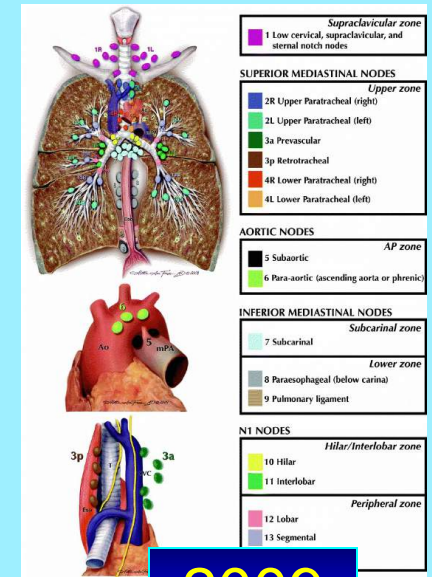 Supraclavicular zone
1 Low cervical, supraclavicular, and
sternal notch nodes
SUPERIOR MEDIASTINAL NODES
Upper zone
2R Upper Paratracheal (right)
2L Upper Paratracheal (left)
3a Prevascular
3p Retrotracheal
4R Lower Paratracheal (right)
4L Lower Paratracheal (left)
AORTIC NODES
AP zone
5 Subaortic
6 Para-aortic (ascending aorta or phrenic)
INFERIOR MEDIASTINAL NODES
Subcarinal zone
7 Subcarinal
Lower zone
8 Paraesophageal (below carina)
9 Pulmonary ligament
N1 NODES
Hilar/Interlobar zone
10 Hilar
11 Interlobar
Peripheral zone
12 Lobar
13 Segmental
1R
1L
6
Ao
5
mPA
3p
3a
T